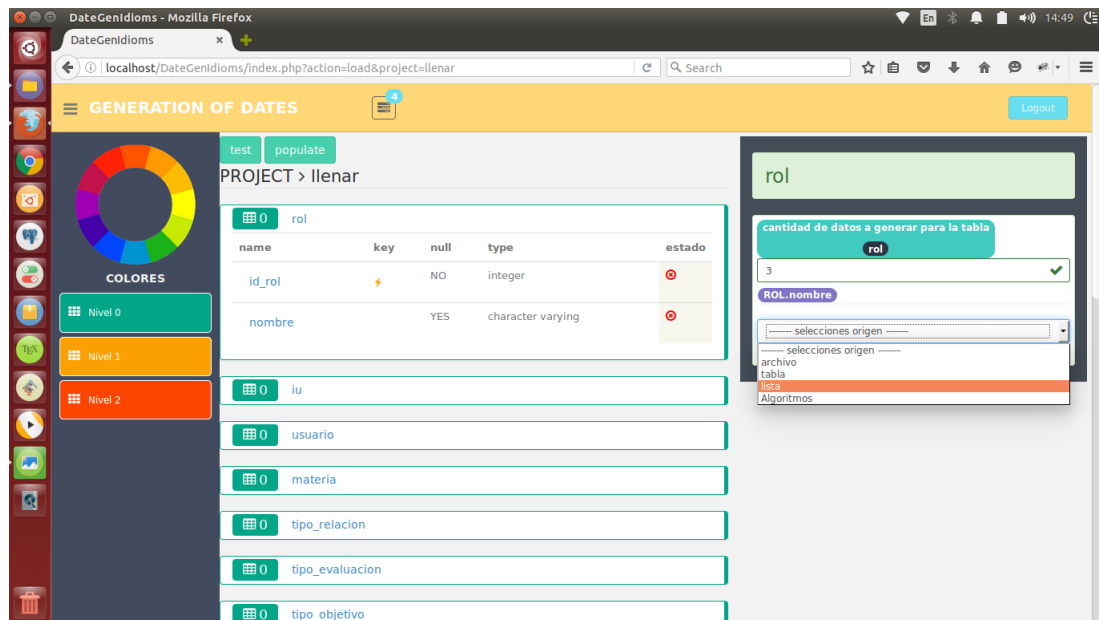 DateGenIdioms - Mozilla Firefox
En
14:49
DateGenIdioms
localhost/DateGenIdioms/index.php?action=load&project=llenar
Search
GENERATION OF DATES
4
Logout
COLORES
Nivel 0
Nivel 1
Nivel 2
test populate
PROJECT > llenar
0 rol
name key null type estado
id_rol NO integer
nombre YES character varying
0 iu
0 usuario
0 materia
0 tipo_relacion
0 tipo_evaluacion
0 tipo_objetivo
rol
cantidad de datos a generar para la tabla
rol
3
ROL.nombre
------- selecciones origen -------
------- selecciones origen -------
archivo
tabla
lista
Algoritmos
TEX